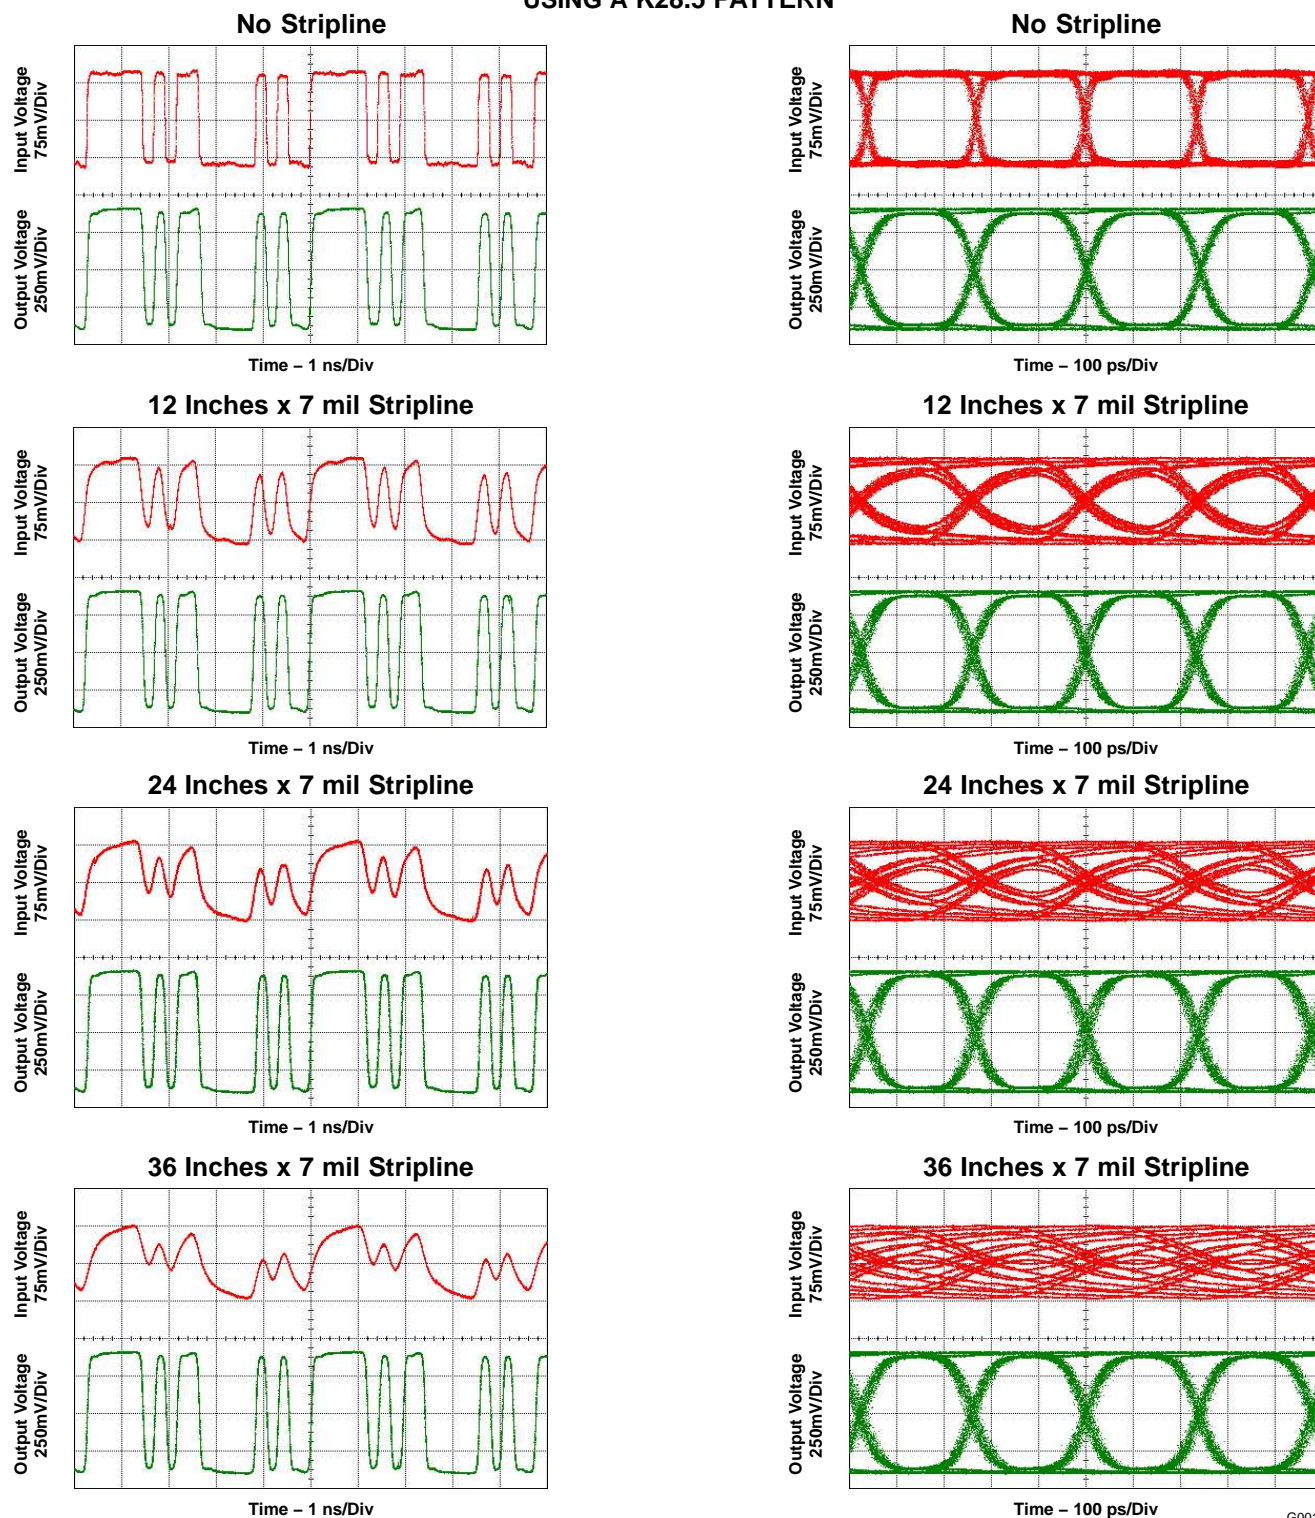 USING A K28.5 PATTERN
No Stripline
Input Voltage
75mV/Div
Output Voltage
250mV/Div
Time – 1 ns/Div
No Stripline
Input Voltage
75mV/Div
Output Voltage
250mV/Div
Time – 100 ps/Div
12 Inches x 7 mil Stripline
Input Voltage
75mV/Div
Output Voltage
250mV/Div
Time – 1 ns/Div
12 Inches x 7 mil Stripline
Input Voltage
75mV/Div
Output Voltage
250mV/Div
Time – 100 ps/Div
24 Inches x 7 mil Stripline
Input Voltage
75mV/Div
Output Voltage
250mV/Div
Time – 1 ns/Div
24 Inches x 7 mil Stripline
Input Voltage
75mV/Div
Output Voltage
250mV/Div
Time – 100 ps/Div
36 Inches x 7 mil Stripline
Input Voltage
75mV/Div
Output Voltage
250mV/Div
Time – 1 ns/Div
36 Inches x 7 mil Stripline
Input Voltage
75mV/Div
Output Voltage
250mV/Div
Time – 100 ps/Div